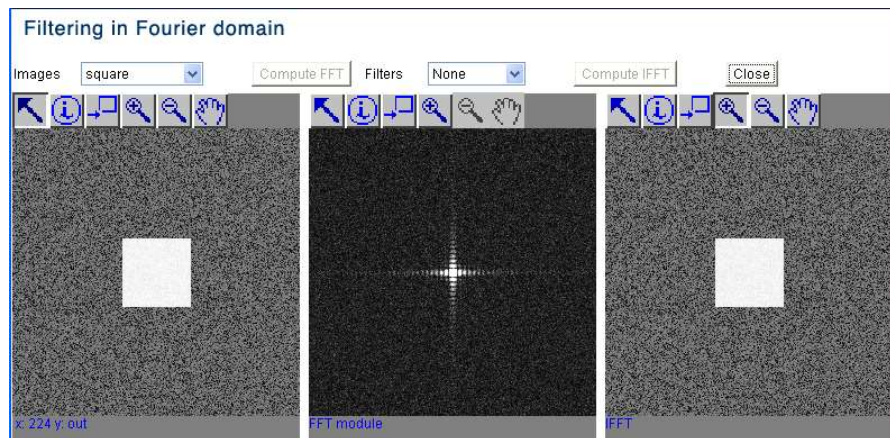 Filtering in Fourier domain
Images square Compute FFT Filters None Compute IFFT Close
x: 224 y: out FFT module IFFT